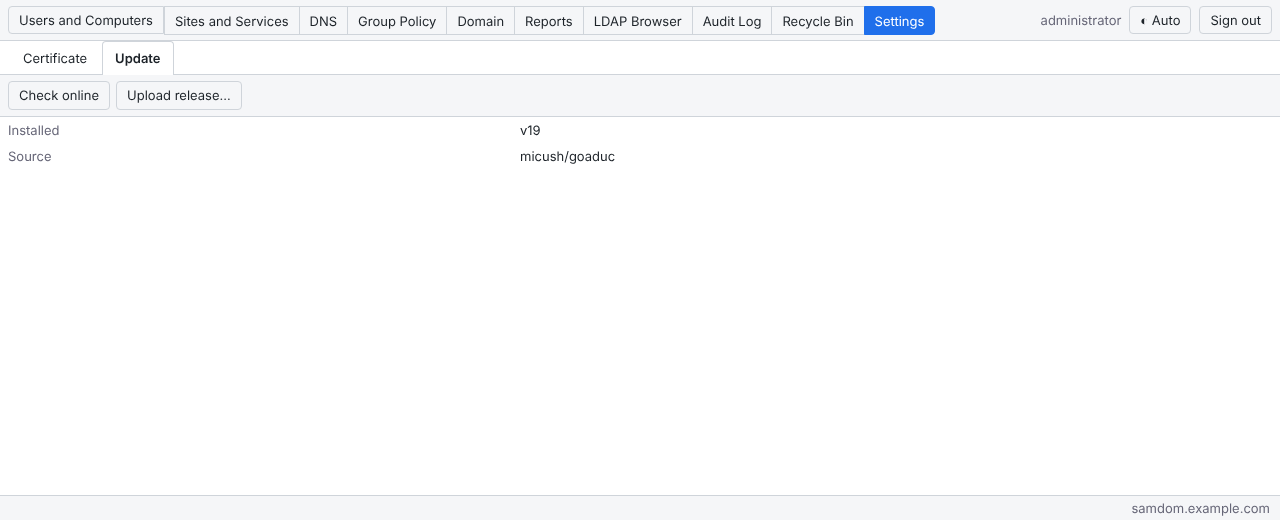 Users and Computers Sites and Services DNS Group Policy Domain Reports LDAP Browser Audit Log Recycle Bin Settings administrator Auto Sign out
Certificate Update
Check online Upload release...
Installed v19
Source micush/goaduc
samdom.example.com